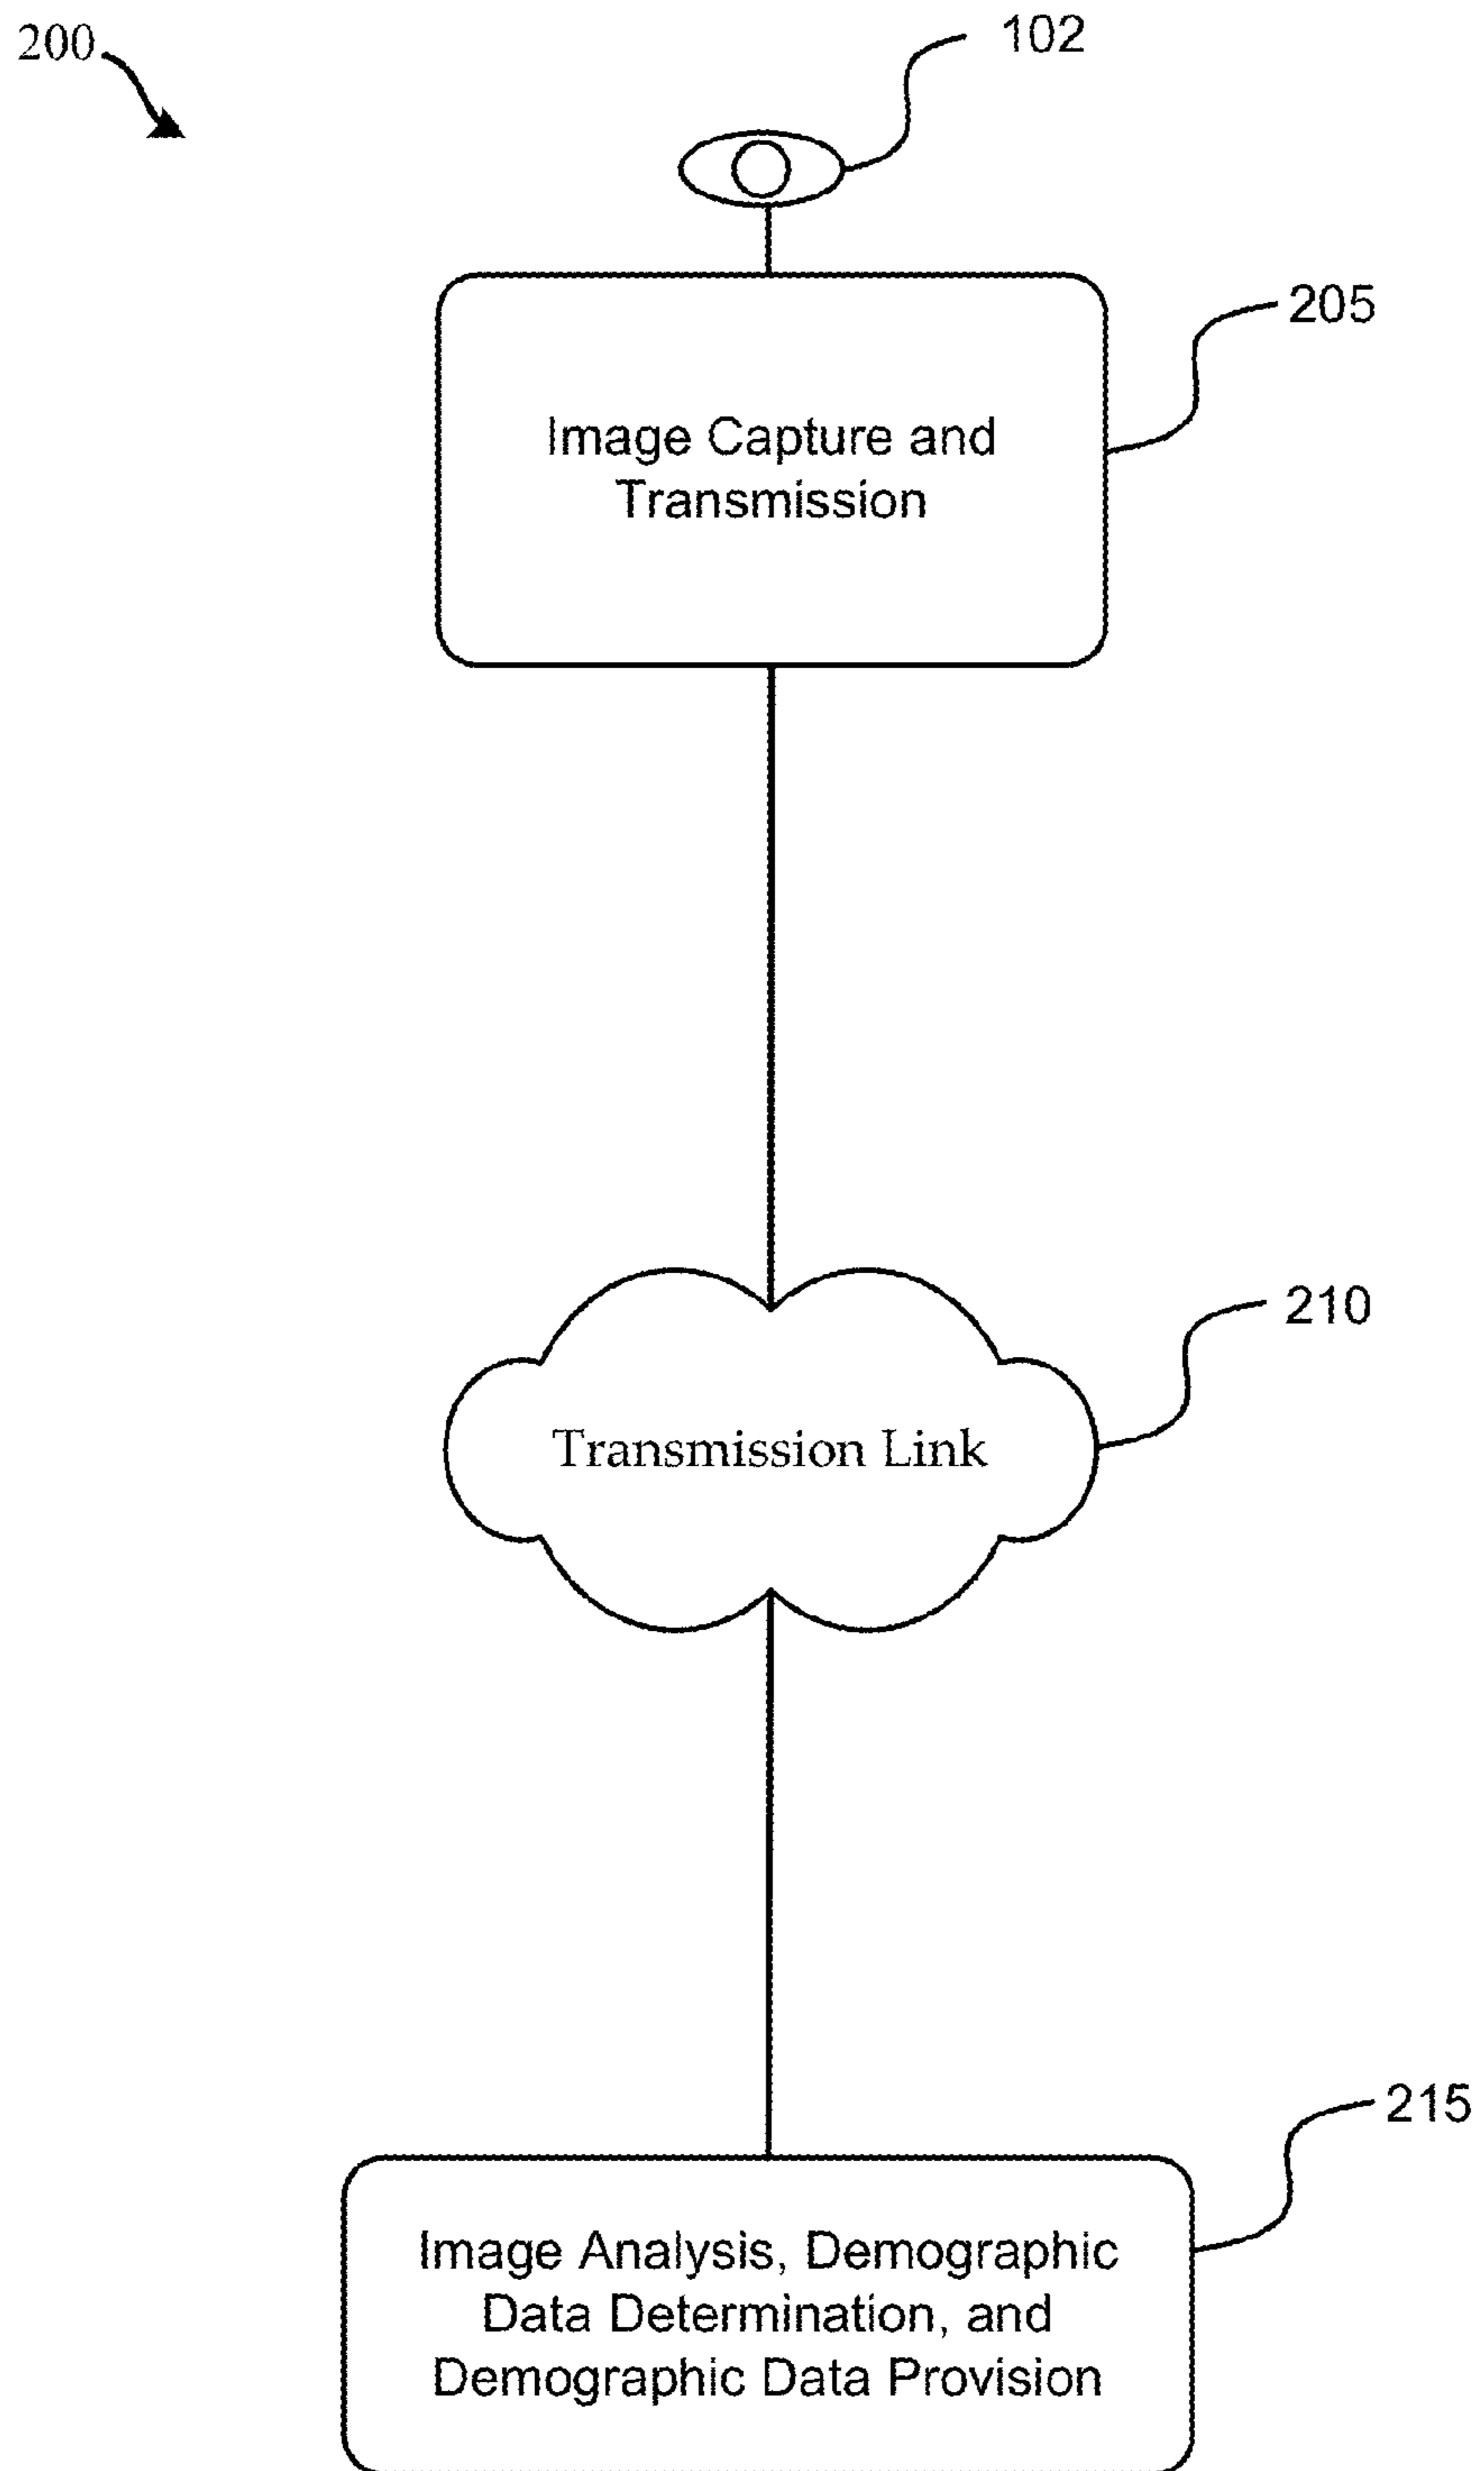 200
102
205
Image Capture and
Transmission
210
Transmission Link
215
Image Analysis, Demographic
Data Determination, and
Demographic Data Provision